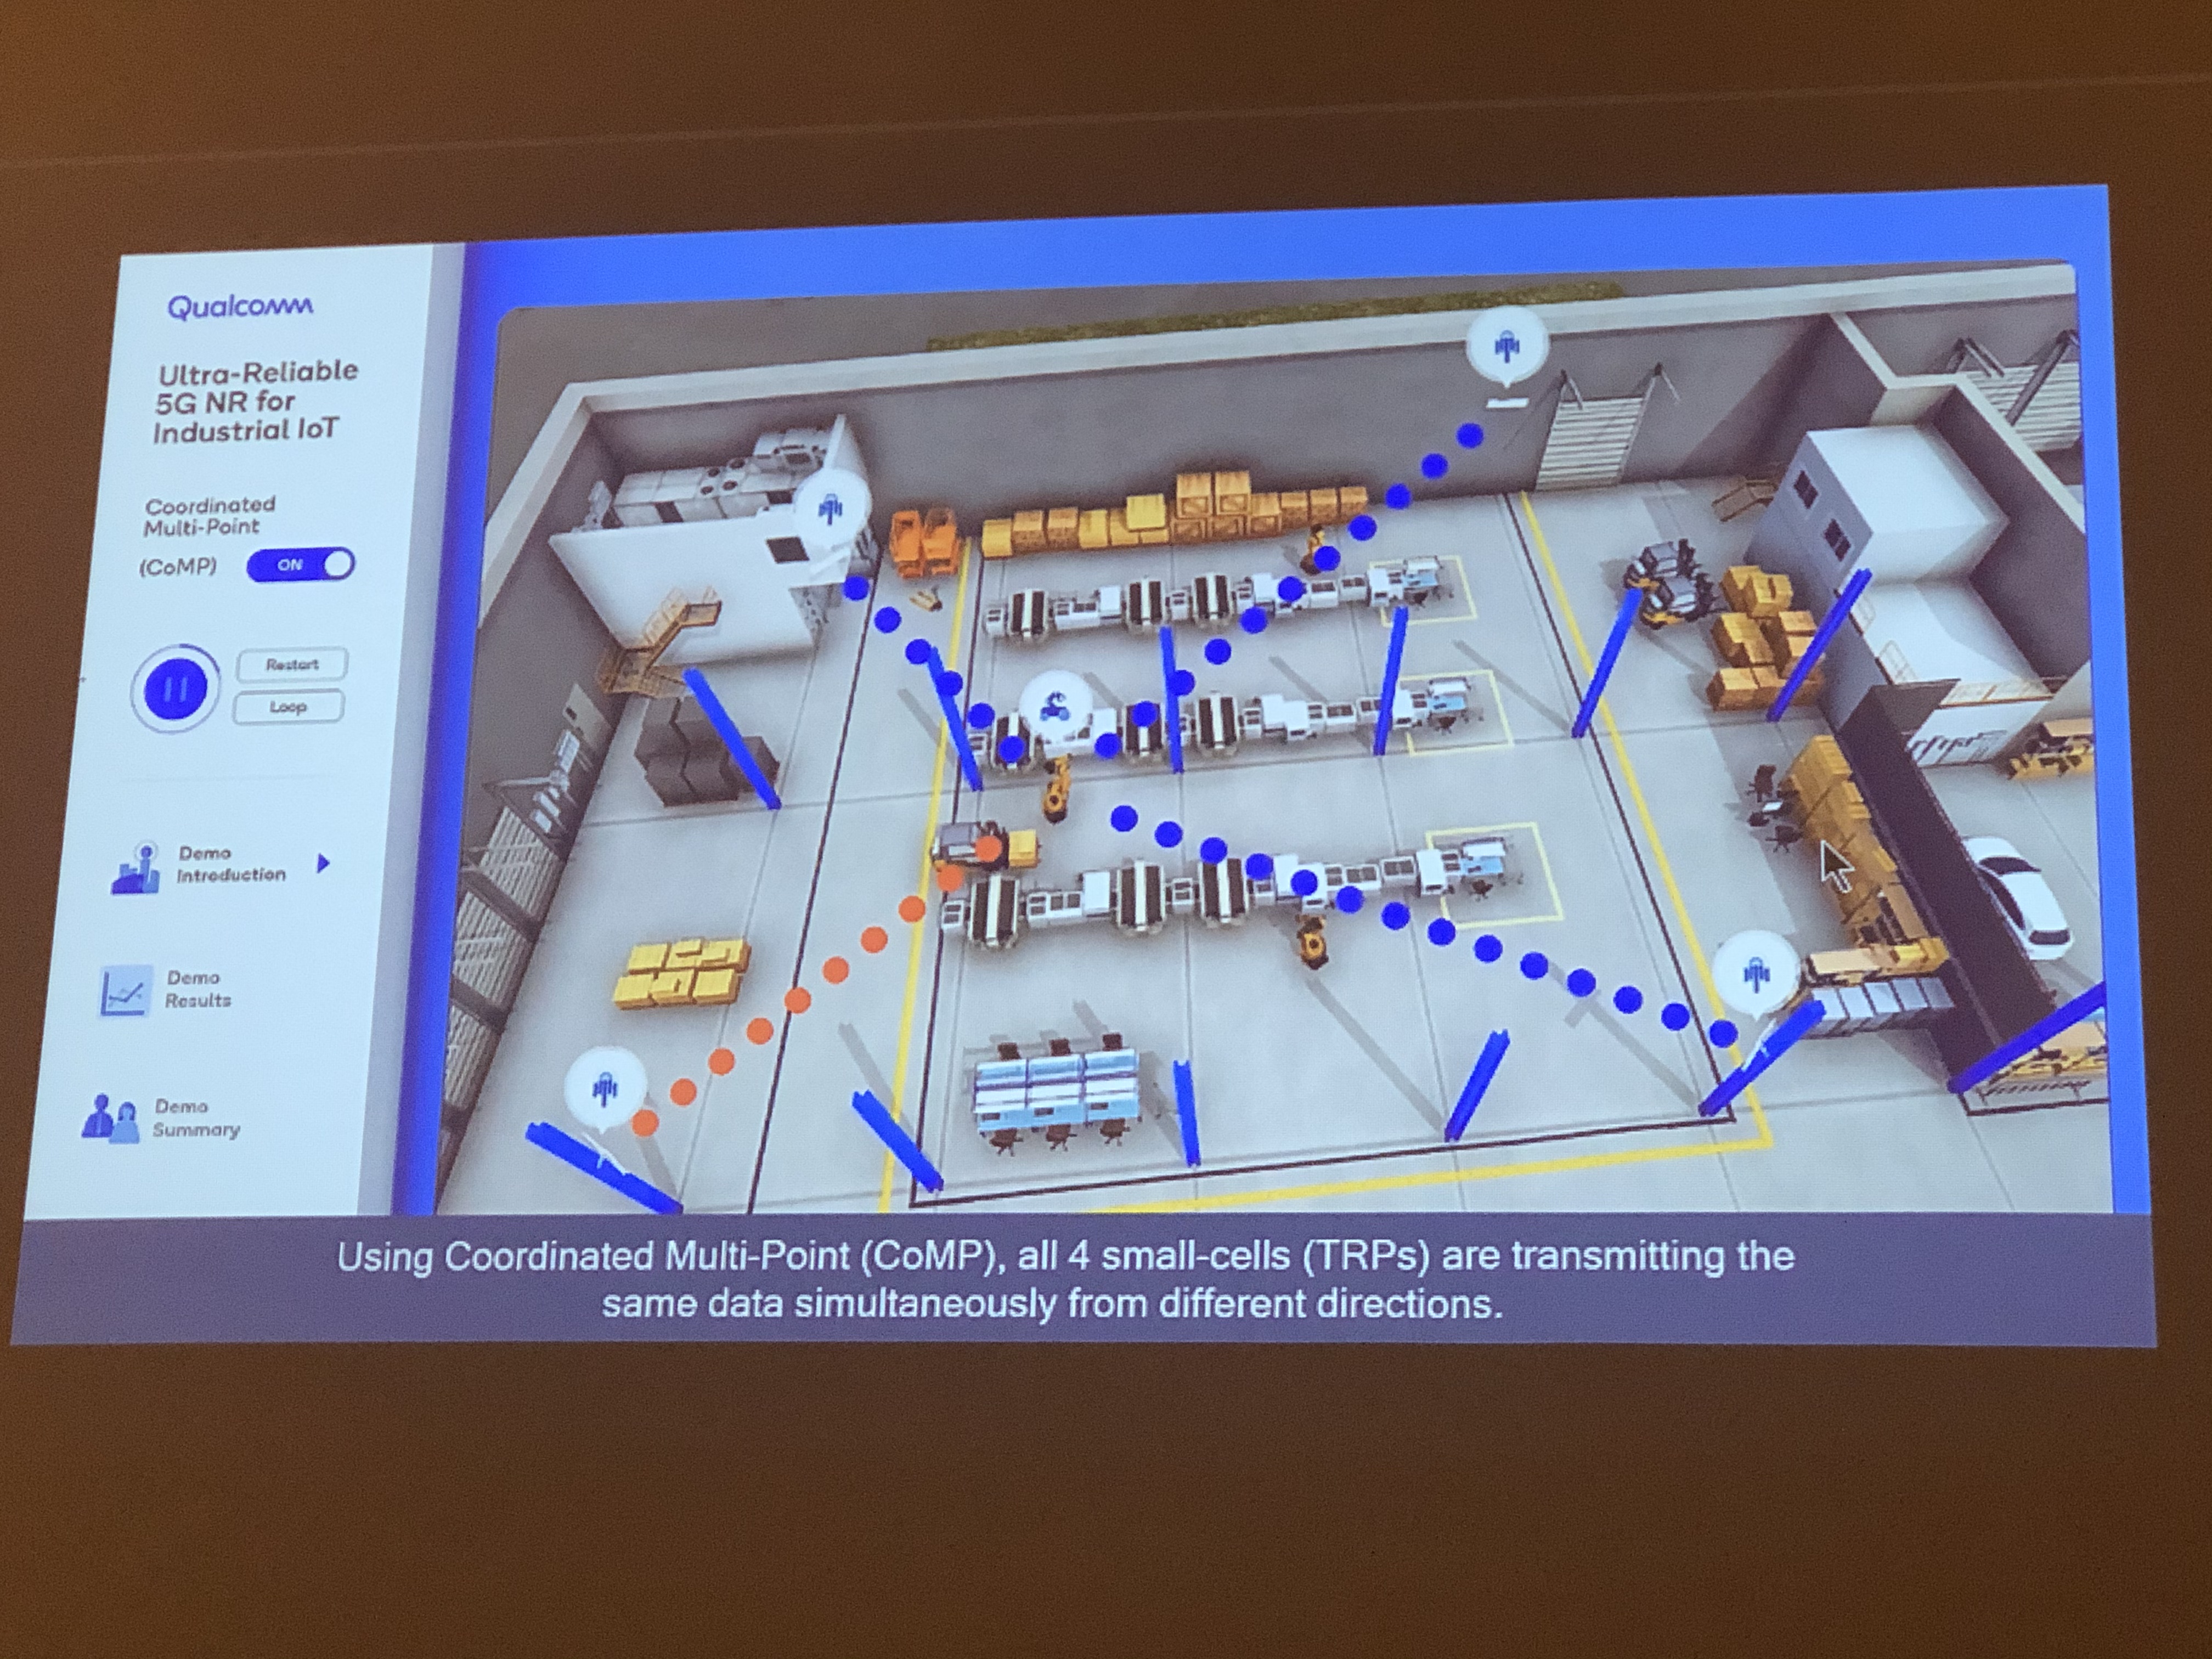 Qualcomm
Ultra-Reliable
5G NR for
Industrial IoT
Coordinated
Multi-Point
(CoMP) ON
Restart
Loop
Demo
Introduction
Demo
Results
Demo
Summary
Using Coordinated Multi-Point (CoMP), all 4 small-cells (TRPs) are transmitting the
same data simultaneously from different directions.